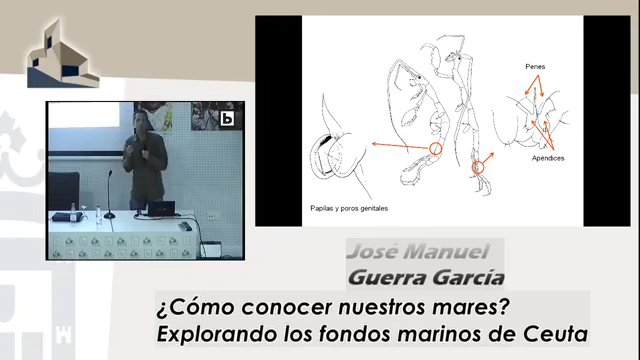 Penes
Apéndices
Papilas y poros genitales
b
José Manuel
Guerra García
¿Cómo conocer nuestros mares?
Explorando los fondos marinos de Ceuta